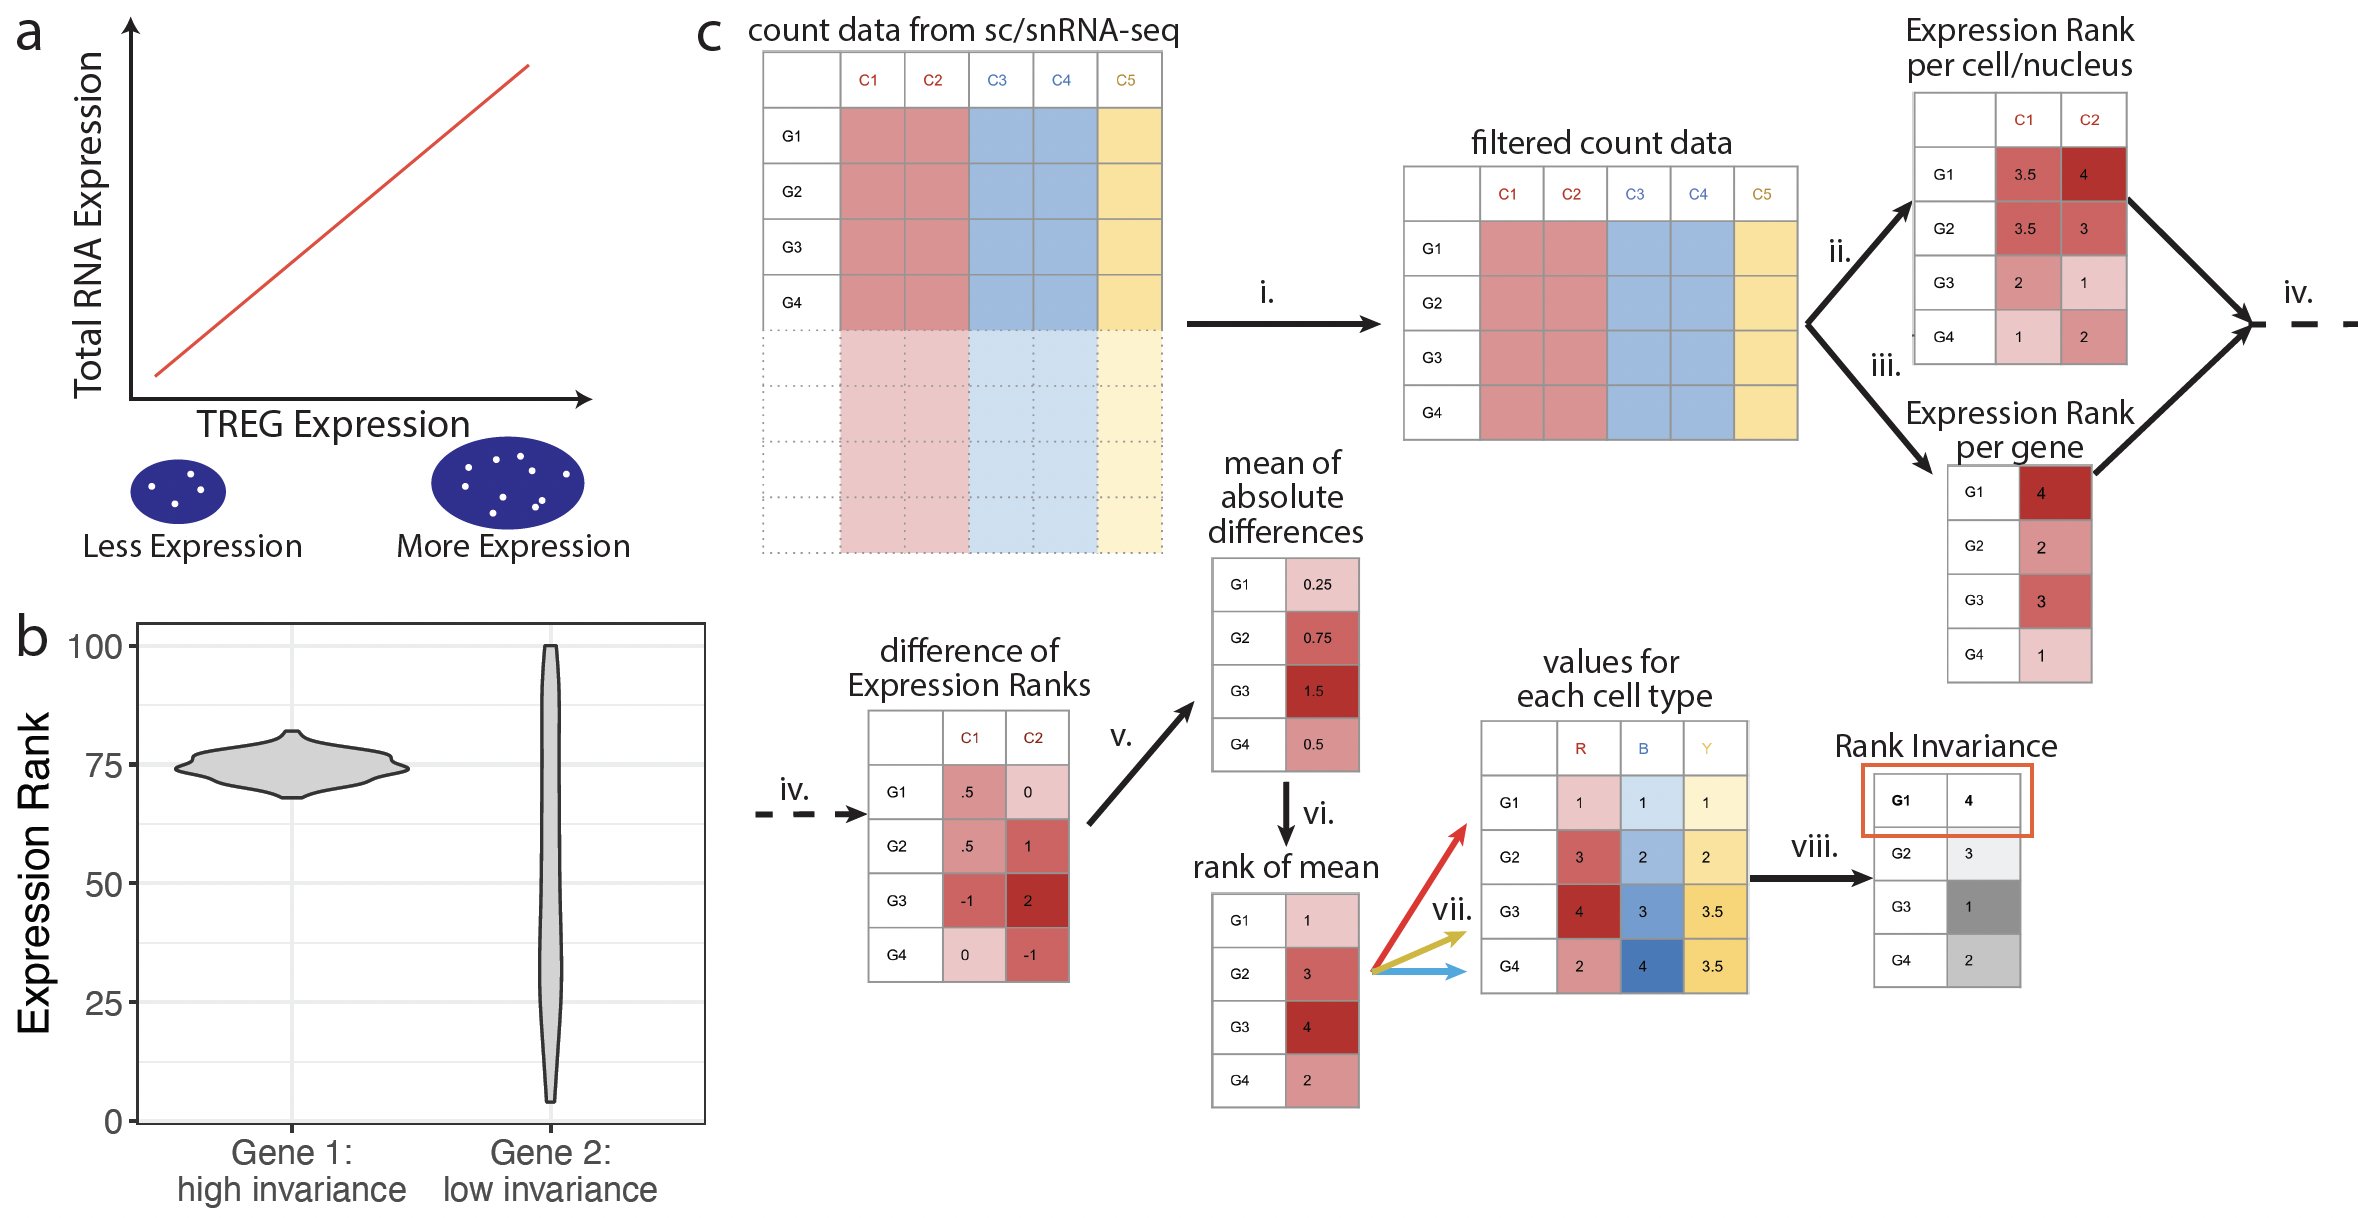 a
Total RNA Expression
TREG Expression
Less Expression
More Expression
b
Expression Rank
100
75
50
25
0
Gene 1:
high invariance
Gene 2:
low invariance
c
count data from sc/snRNA-seq
C1 C2 C3 C4 C5
G1
G2
G3
G4
i.
filtered count data
C1 C2 C3 C4 C5
G1
G2
G3
G4
ii.
iii.
Expression Rank
per cell/nucleus
C1 C2
G1 3.5 4
G2 3.5 3
G3 2 1
G4 1 2
Expression Rank
per gene
G1 4
G2 2
G3 3
G4 1
iv.
iv.
difference of
Expression Ranks
C1 C2
G1 .5 0
G2 .5 1
G3 -1 2
G4 0 -1
v.
mean of
absolute
differences
G1 0.25
G2 0.75
G3 1.5
G4 0.5
vi.
rank of mean
G1 1
G2 3
G3 4
G4 2
vii.
values for
each cell type
R B Y
G1 1 1 1
G2 3 2 2
G3 4 3 3.5
G4 2 4 3.5
viii.
Rank Invariance
G1 4
G2 3
G3 1
G4 2